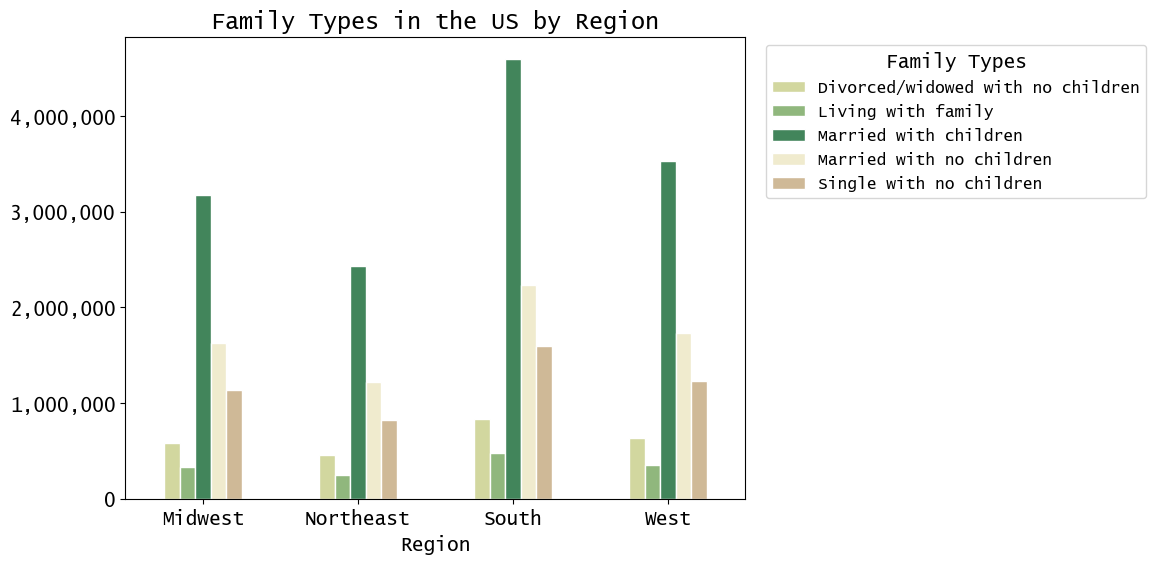 Family Types in the US by Region
4,000,000
3,000,000
2,000,000
1,000,000
0
Midwest
Northeast
South
West
Region
Family Types
Divorced/widowed with no children
Living with family
Married with children
Married with no children
Single with no children